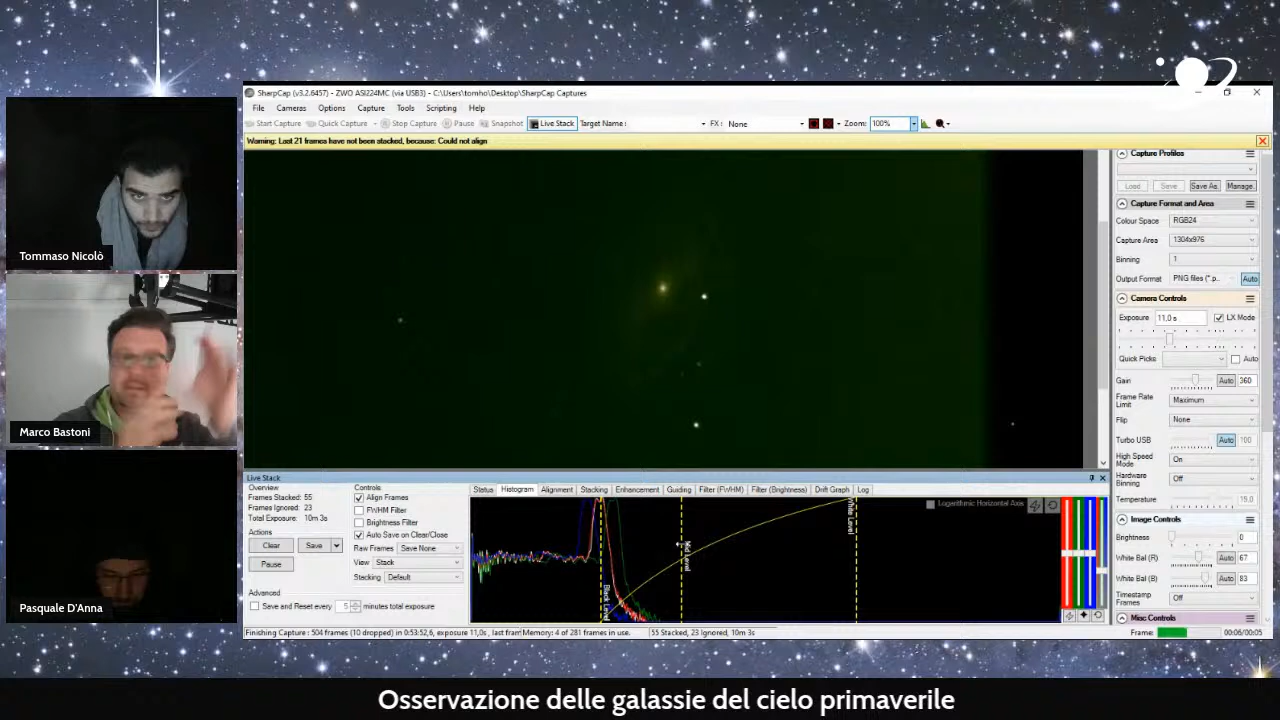 SharpCap (v3.2.6457) - ZWO ASI224MC (via USB3) - C:\Users\tomho\Desktop\SharpCap Captures
File Cameras Options Capture Tools Scripting Help
Start Capture Quick Capture Stop Capture Pause Snapshot Live Stack Target Name: FX: None Zoom: 100%
Warning: Last 21 frames have not been stacked, because: Could not align
Tommaso Nicolò
Marco Bastoni
Pasquale D'Anna
Capture Profiles
Load Save Save As Manage.
Capture Format and Area
Colour Space RGB24
Capture Area 1304x976
Binning 1
Output Format PNG files (*.p.. Auto
Camera Controls
Exposure 11,0 s LX Mode
Quick Picks Auto
Gain Auto 360
Frame Rate
Limit Maximum
Flip None
Turbo USB Auto 100
High Speed
Mode On
Hardware
Binning Off
Temperature 15.0
Image Controls
Brightness 0
White Bal (R) Auto 67
White Bal (B) Auto 83
Timestamp
Frames Off
Misc Controls
Live Stack
Overview
Frames Stacked: 55
Frames Ignored: 23
Total Exposure: 10m 3s
Actions
Clear Save
Pause
Controls
Align Frames
FWHM Filter
Brightness Filter
Auto Save on Clear/Close
Raw Frames Save None
View Stack
Stacking Default
Advanced
Save and Reset every 5 minutes total exposure
Status Histogram Alignment Stacking Enhancement Guiding Filter (FWHM) Filter (Brightness) Drift Graph Log
Logarithmic Horizontal Axis
Black Level
Mid Level
White Level
Finishing Capture : 504 frames (10 dropped) in 0:53:52,6, exposure 11,0s, last fram Memory: 4 of 281 frames in use. 55 Stacked, 23 Ignored, 10m 3s Frame: 00:06/00:05
Osservazione delle galassie del cielo primaverile